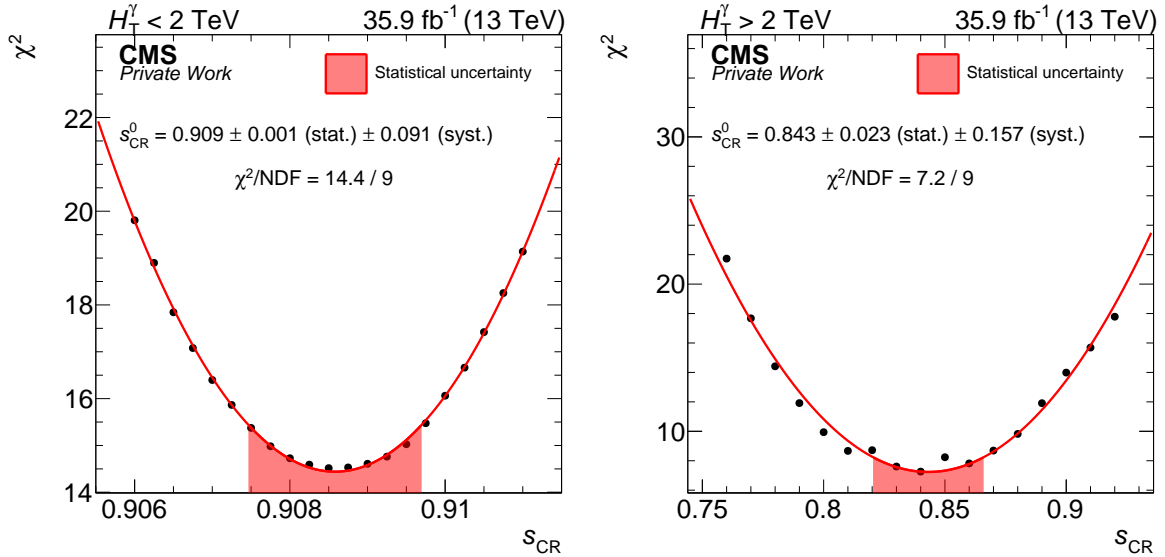 H_T^γ < 2 TeV 35.9 fb⁻¹ (13 TeV)
χ²
CMS
Private Work
Statistical uncertainty
s_CR^0 = 0.909 ± 0.001 (stat.) ± 0.091 (syst.)
χ²/NDF = 14.4 / 9
22
20
18
16
14
0.906 0.908 0.91
s_CR
H_T^γ > 2 TeV 35.9 fb⁻¹ (13 TeV)
χ²
CMS
Private Work
Statistical uncertainty
s_CR^0 = 0.843 ± 0.023 (stat.) ± 0.157 (syst.)
χ²/NDF = 7.2 / 9
30
20
10
0.75 0.8 0.85 0.9
s_CR